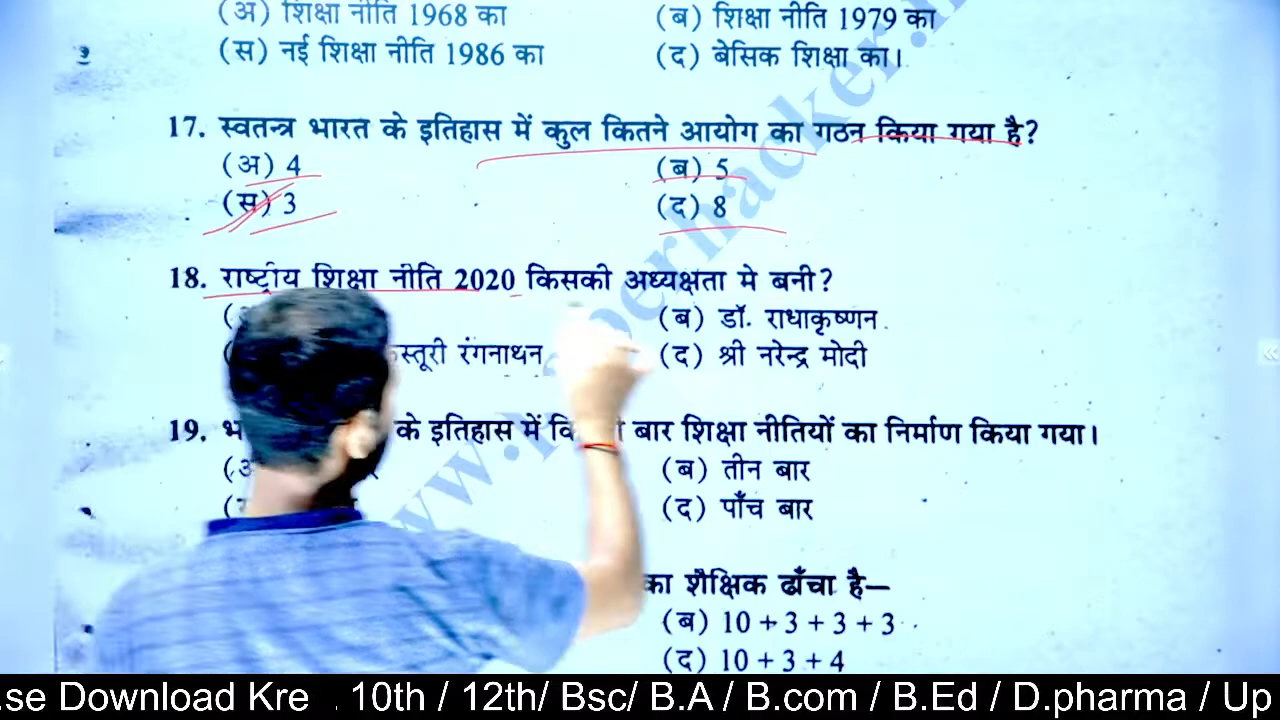 (अ) शिक्षा नीति 1968 का (ब) शिक्षा नीति 1979 का
(स) नई शिक्षा नीति 1986 का (द) बेसिक शिक्षा का।
17. स्वतन्त्र भारत के इतिहास में कुल कितने आयोग का गठन किया गया है?
(अ) 4 (ब) 5
(स) 3 (द) 8
18. राष्ट्रीय शिक्षा नीति 2020 किसकी अध्यक्षता मे बनी?
(ब) डॉ. राधाकृष्णन
रंगनाथन (द) श्री नरेन्द्र मोदी
19. के इतिहास में बार शिक्षा नीतियों का निर्माण किया गया।
(ब) तीन बार
(द) पाँच बार
का शैक्षिक ढाँचा है—
(ब) 10 + 3 + 3 + 3
(द) 10 + 3 + 4
.se Download Kre . 10th / 12th/ Bsc/ B.A / B.com / B.Ed / D.pharma / Up